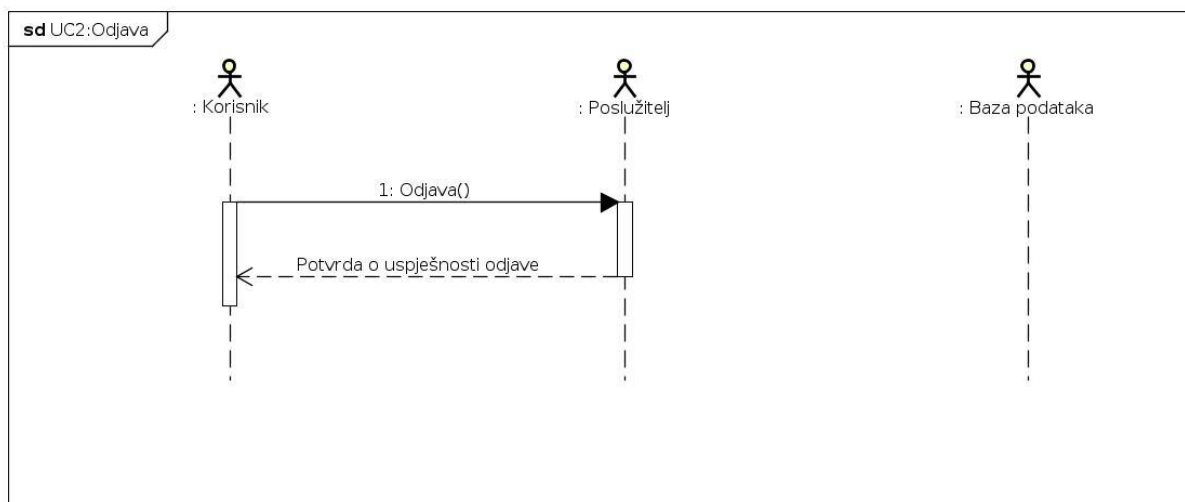 sd UC2:Odjava
: Korisnik
: Poslužitelj
: Baza podataka
1: Odjava()
Potvrda o uspješnosti odjave